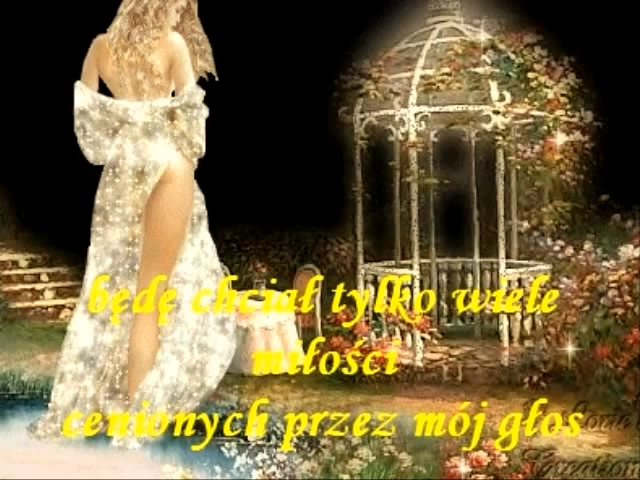 będę chciał tylko wiele
miłości
cenionych przez mój głos